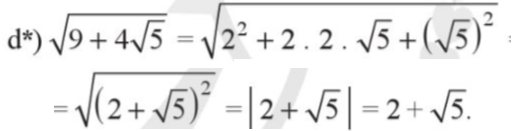 d*) √(9 + 4√5) = √(2² + 2 . 2 . √5 + (√5)²) =
= √((2 + √5)²) = |2 + √5| = 2 + √5.